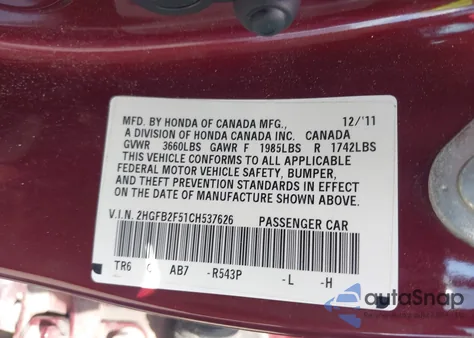 MFD. BY HONDA OF CANADA MFG., 12/'11
A DIVISION OF HONDA CANADA INC. CANADA
GVWR 3660LBS GAWR F 1985LBS R 1742LBS
THIS VEHICLE CONFORMS TO ALL APPLICABLE
FEDERAL MOTOR VEHICLE SAFETY, BUMPER,
AND THEFT PREVENTION STANDARDS IN EFFECT
ON THE DATE OF MANUFACTURE SHOWN ABOVE.
V.I.N. 2HGFB2F51CH537626 PASSENGER CAR
TR6 AB7 -R543P -L -H
autoSnap